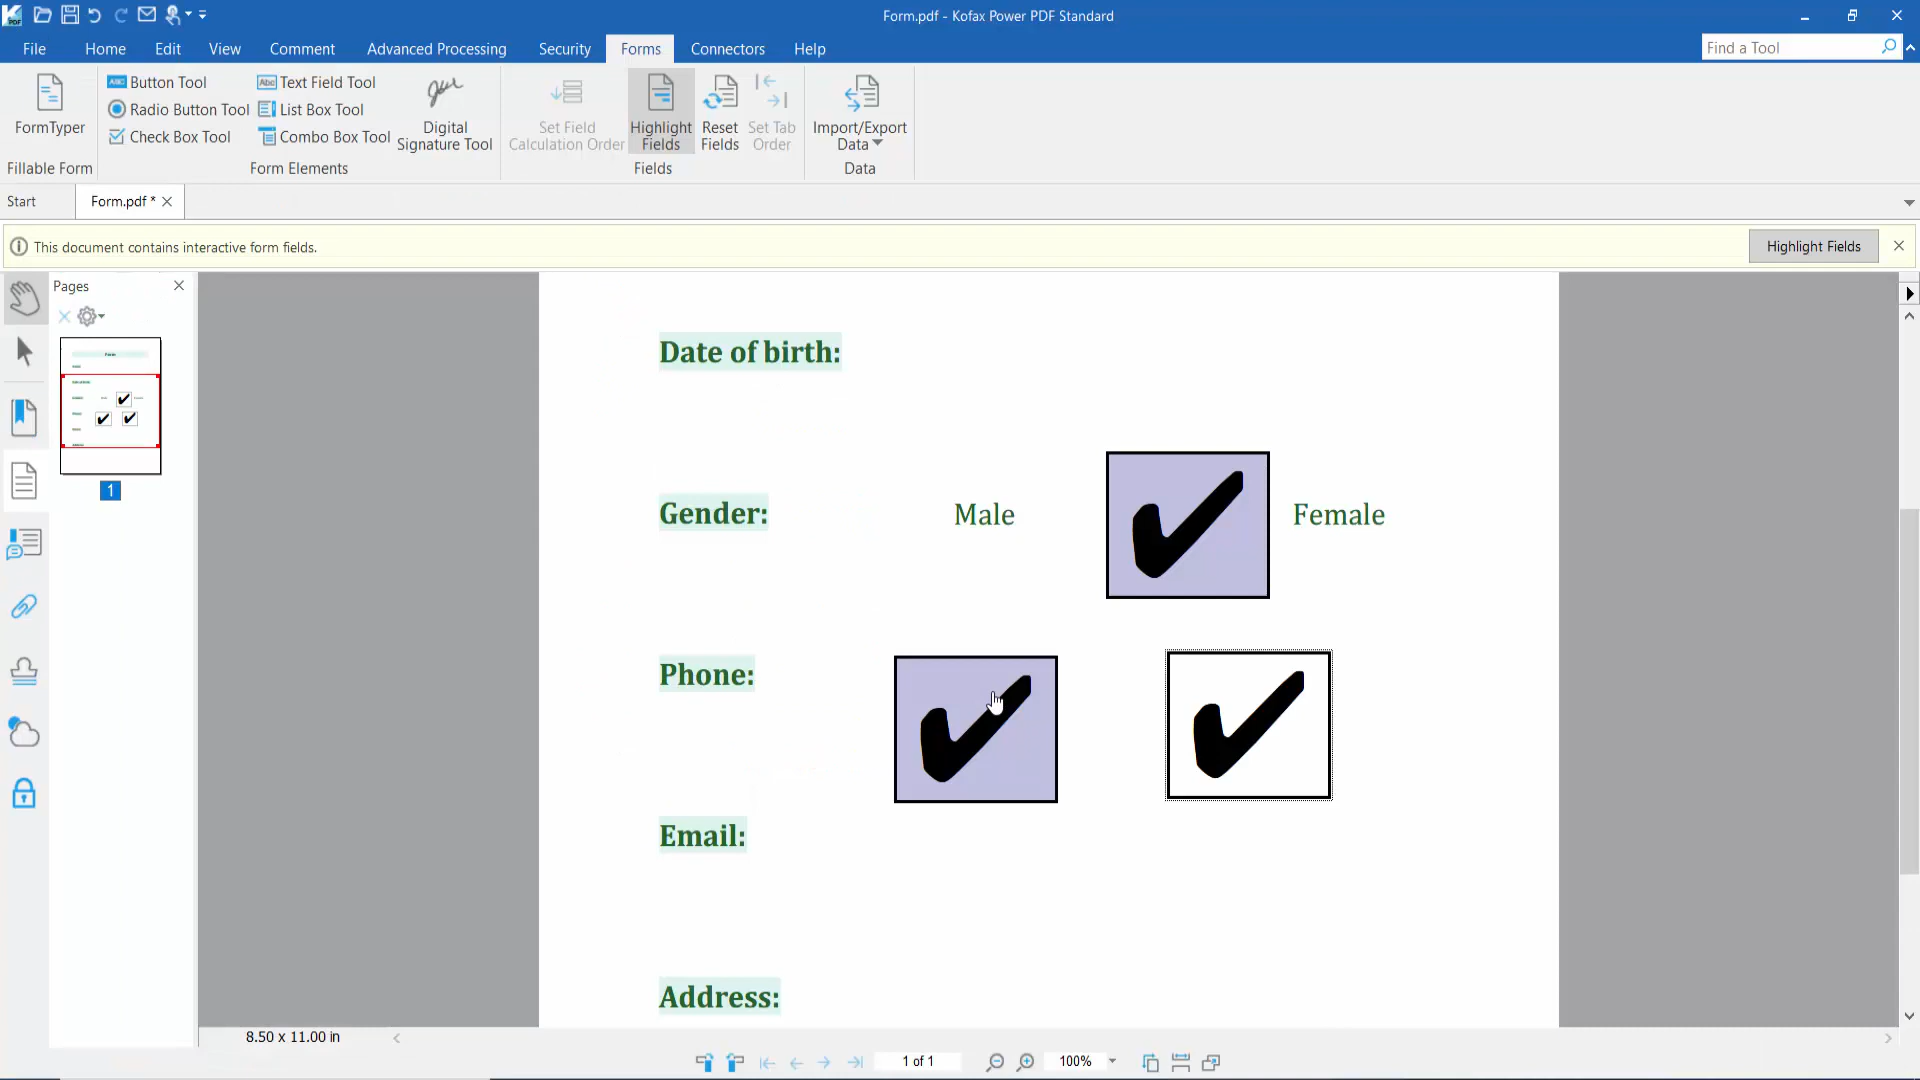 Form.pdf - Kofax Power PDF Standard
File Home Edit View Comment Advanced Processing Security Forms Connectors Help
Find a Tool
FormTyper
Fillable Form
Button Tool
Radio Button Tool
Check Box Tool
Text Field Tool
List Box Tool
Combo Box Tool
Digital
Signature Tool
Form Elements
Set Field
Calculation Order
Highlight
Fields
Reset
Fields
Set Tab
Order
Fields
Import/Export
Data
Data
Start
Form.pdf *
This document contains interactive form fields.
Highlight Fields
Pages
1
Date of birth:
Gender: Male Female
Phone:
Email:
Address:
8.50 x 11.00 in
1 of 1
100%